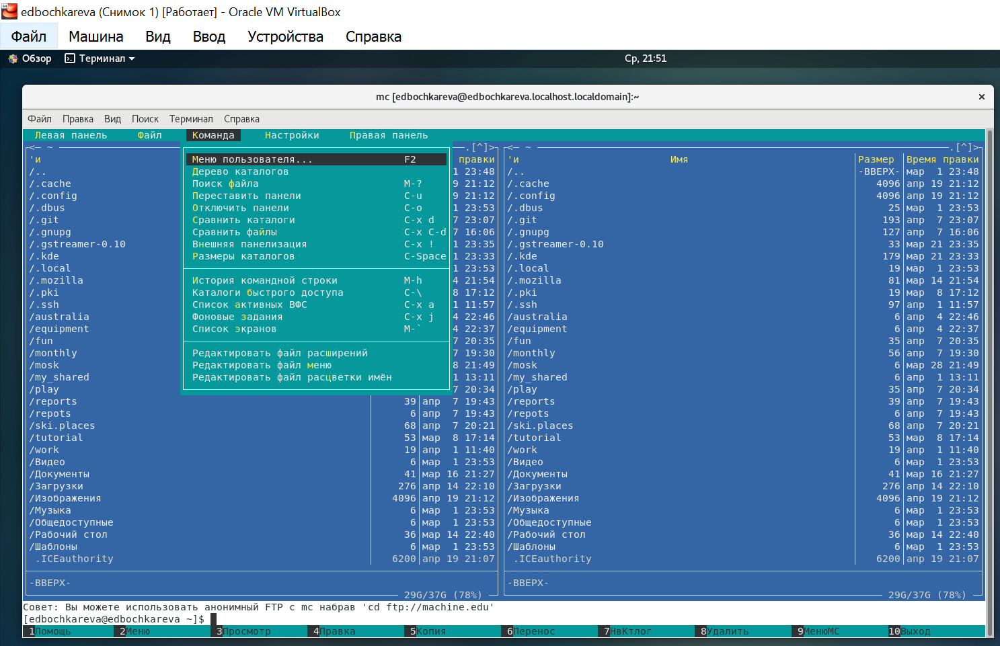 edbochkareva (Снимок 1) [Работает] - Oracle VM VirtualBox
Файл Машина Вид Ввод Устройства Справка
Обзор Терминал Ср, 21:51
mc [edbochkareva@edbochkareva.localhost.localdomain]:~ ×
Файл Правка Вид Поиск Терминал Справка
Левая панель Файл Команда Настройки Правая панель
<─ ~ .[^]> <─ ~ .[^]>
'и Меню пользователя... F2 правки 'и Имя Размер Время правки
/.. Дерево каталогов 1 23:48 /.. -ВВЕРХ- мар 1 23:48
/.cache Поиск файла M-? 9 21:12 /.cache 4096 апр 19 21:12
/.config Переставить панели C-u 9 21:12 /.config 4096 апр 19 21:12
/.dbus Отключить панели C-o 1 23:53 /.dbus 25 мар 1 23:53
/.git Сравнить каталоги C-x d 7 23:07 /.git 193 апр 7 23:07
/.gnupg Сравнить файлы C-x C-d 7 16:06 /.gnupg 127 апр 7 16:06
/.gstreamer-0.10 Внешняя панелизация C-x ! 1 23:35 /.gstreamer-0.10 33 мар 21 23:35
/.kde Размеры каталогов C-Space 1 23:33 /.kde 179 мар 21 23:33
/.local 1 23:53 /.local 19 мар 1 23:53
/.mozilla История командной строки M-h 4 21:54 /.mozilla 81 мар 14 21:54
/.pki Каталоги быстрого доступа C-\ 8 17:12 /.pki 19 мар 8 17:12
/.ssh Список активных ВФС C-x a 1 11:57 /.ssh 97 апр 1 11:57
/australia Фоновые задания C-x j 4 22:46 /australia 6 апр 4 22:46
/equipment Список экранов M-` 4 22:37 /equipment 6 апр 4 22:37
/fun 7 20:35 /fun 35 апр 7 20:35
/monthly Редактировать файл расширений 7 19:30 /monthly 56 апр 7 19:30
/mosk Редактировать файл меню 8 21:49 /mosk 6 мар 28 21:49
/my_shared Редактировать файл расцветки имён 1 13:11 /my_shared 6 апр 1 13:11
/play 7 20:34 /play 35 апр 7 20:34
/reports 39 апр 7 19:43 /reports 39 апр 7 19:43
/repots 6 апр 7 19:43 /repots 6 апр 7 19:43
/ski.places 68 апр 7 20:21 /ski.places 68 апр 7 20:21
/tutorial 53 мар 8 17:14 /tutorial 53 мар 8 17:14
/work 19 апр 1 11:40 /work 19 апр 1 11:40
/Видео 6 мар 1 23:53 /Видео 6 мар 1 23:53
/Документы 41 мар 16 21:27 /Документы 41 мар 16 21:27
/Загрузки 276 апр 14 22:10 /Загрузки 276 апр 14 22:10
/Изображения 4096 апр 19 21:12 /Изображения 4096 апр 19 21:12
/Музыка 6 мар 1 23:53 /Музыка 6 мар 1 23:53
/Общедоступные 6 мар 1 23:53 /Общедоступные 6 мар 1 23:53
/Рабочий стол 36 мар 14 22:40 /Рабочий стол 36 мар 14 22:40
/Шаблоны 6 мар 1 23:53 /Шаблоны 6 мар 1 23:53
.ICEauthority 6200 апр 19 21:07 .ICEauthority 6200 апр 19 21:07
-ВВЕРХ- -ВВЕРХ-
29G/37G (78%) 29G/37G (78%)
Совет: Вы можете использовать анонимный FTP с mc набрав 'cd ftp://machine.edu'
[edbochkareva@edbochkareva ~]$
1Помощь 2Меню 3Просмотр 4Правка 5Копия 6Перенос 7НвКтлог 8Удалить 9МенюМС 10Выход